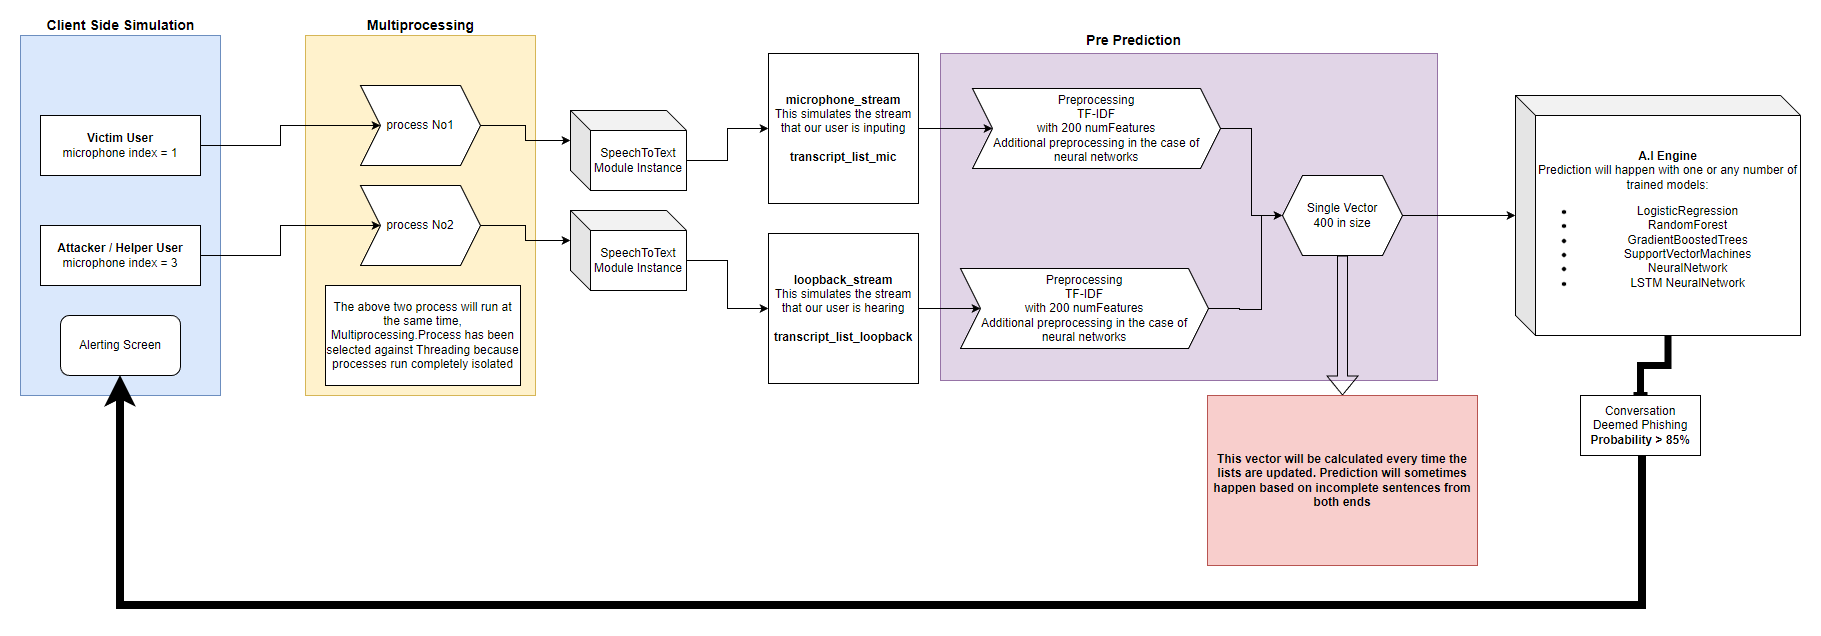 Client Side Simulation
Victim User
microphone index = 1
Attacker / Helper User
microphone index = 3
Alerting Screen
Multiprocessing
process No1
process No2
The above two process will run at
the same time,
Multiprocessing.Process has been
selected against Threading because
processes run completely isolated
SpeechToText
Module Instance
SpeechToText
Module Instance
microphone_stream
This simulates the stream
that our user is inputing
transcript_list_mic
loopback_stream
This simulates the stream
that our user is hearing
transcript_list_loopback
Pre Prediction
Preprocessing
TF-IDF
with 200 numFeatures
Additional preprocessing in the case of
neural networks
Preprocessing
TF-IDF
with 200 numFeatures
Additional preprocessing in the case of
neural networks
Single Vector
400 in size
This vector will be calculated every time the
lists are updated. Prediction will sometimes
happen based on incomplete sentences from
both ends
A.I Engine
Prediction will happen with one or any number of
trained models:
• LogisticRegression
• RandomForest
• GradientBoostedTrees
• SupportVectorMachines
• NeuralNetwork
• LSTM NeuralNetwork
Conversation
Deemed Phishing
Probability > 85%